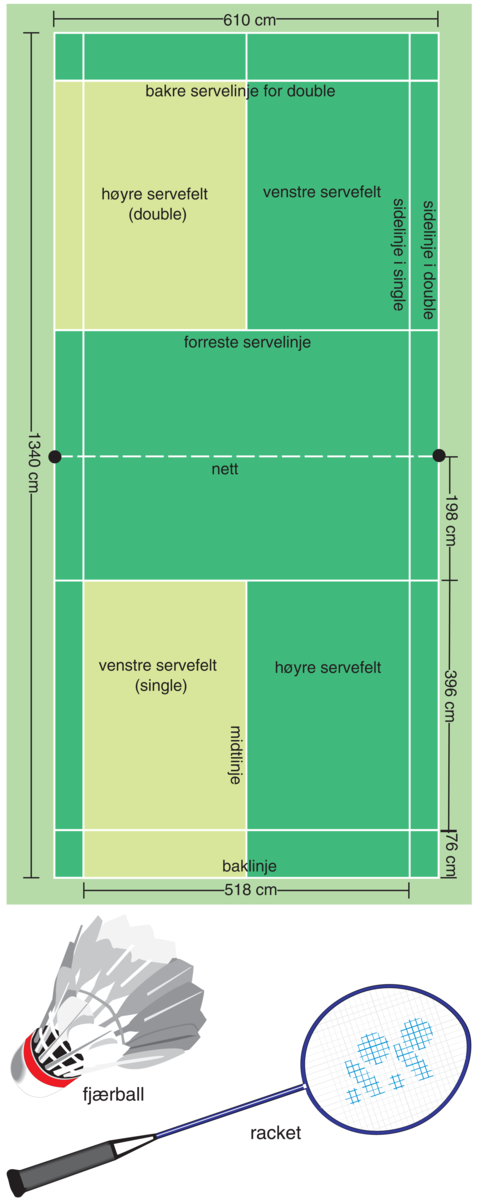 610 cm
bakre servelinje for double
høyre servefelt
(double)
venstre servefelt
sidelinje i single
sidelinje i double
forreste servelinje
1340 cm
nett
198 cm
venstre servefelt
(single)
høyre servefelt
396 cm
midtlinje
76 cm
baklinje
518 cm
fjærball
racket